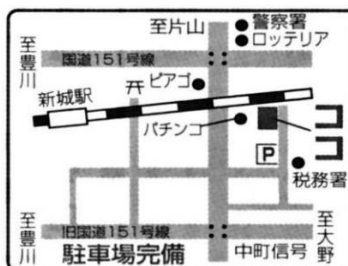 至片山
●警察署
●ロッテリア
至豊川
国道151号線
ピアゴ
新城駅
パチンコ
ココ
P
税務署
至豊川
旧国道151号線
至大野
駐車場完備
中町信号